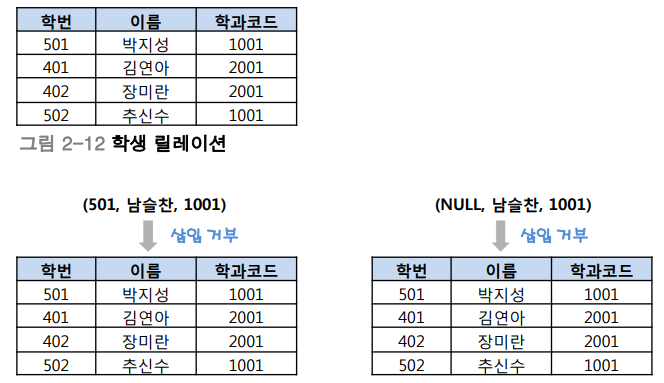 학번 이름 학과코드
501 박지성 1001
401 김연아 2001
402 장미란 2001
502 추신수 1001
그림 2-12 학생 릴레이션
(501, 남슬찬, 1001) (NULL, 남슬찬, 1001)
삽입 거부 삽입 거부
학번 이름 학과코드 학번 이름 학과코드
501 박지성 1001 501 박지성 1001
401 김연아 2001 401 김연아 2001
402 장미란 2001 402 장미란 2001
502 추신수 1001 502 추신수 1001